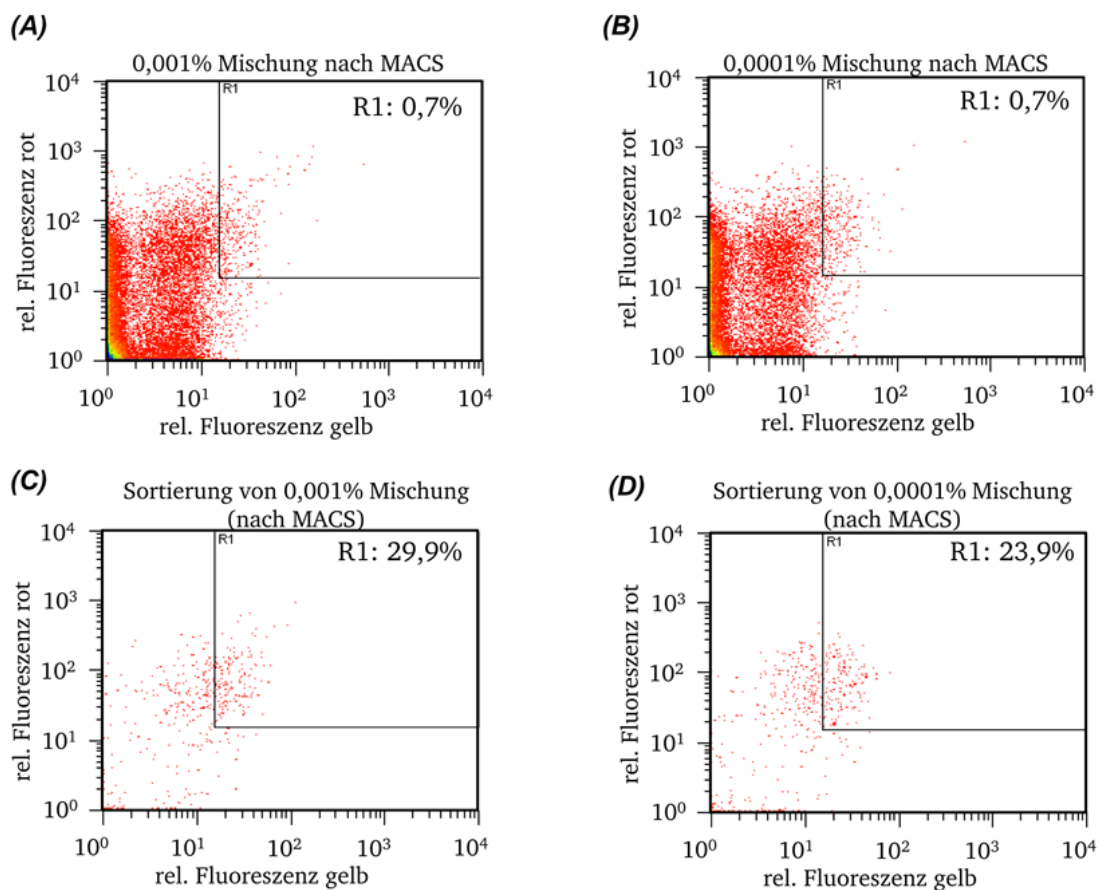 (A)
0,001% Mischung nach MACS
R1
R1: 0,7%
rel. Fluoreszenz rot
10⁴
10³
10²
10¹
10⁰
10⁰ 10¹ 10² 10³ 10⁴
rel. Fluoreszenz gelb
(B)
0,0001% Mischung nach MACS
R1
R1: 0,7%
rel. Fluoreszenz rot
10⁴
10³
10²
10¹
10⁰
10⁰ 10¹ 10² 10³ 10⁴
rel. Fluoreszenz gelb
(C)
Sortierung von 0,001% Mischung
(nach MACS)
R1
R1: 29,9%
rel. Fluoreszenz rot
10⁴
10³
10²
10¹
10⁰
10⁰ 10¹ 10² 10³ 10⁴
rel. Fluoreszenz gelb
(D)
Sortierung von 0,0001% Mischung
(nach MACS)
R1
R1: 23,9%
rel. Fluoreszenz rot
10⁴
10³
10²
10¹
10⁰
10⁰ 10¹ 10² 10³ 10⁴
rel. Fluoreszenz gelb